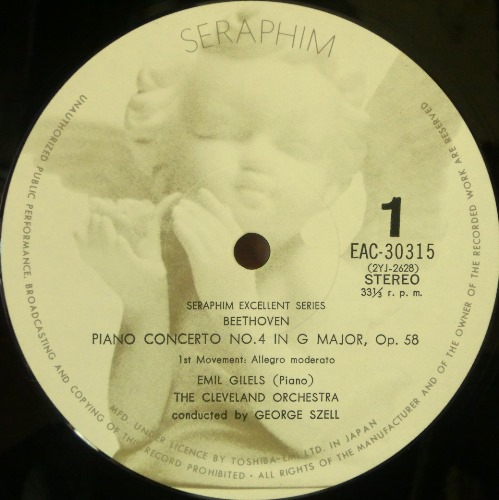 SERAPHIM
1
EAC-30315
(2YJ-2628)
STEREO
33⅓ r. p. m.
SERAPHIM EXCELLENT SERIES
BEETHOVEN
PIANO CONCERTO NO. 4 IN G MAJOR, Op. 58
1st Movement: Allegro moderato
EMIL GILELS (Piano)
THE CLEVELAND ORCHESTRA
conducted by GEORGE SZELL
MFD. UNDER LICENCE BY TOSHIBA-EMI LTD. IN JAPAN
UNAUTHORIZED PUBLIC PERFORMANCE, BROADCASTING AND COPYING OF THE RECORD PROHIBITED • ALL RIGHTS OF THE MANUFACTURER AND OF THE OWNER OF THE RECORDED WORK ARE RESERVED